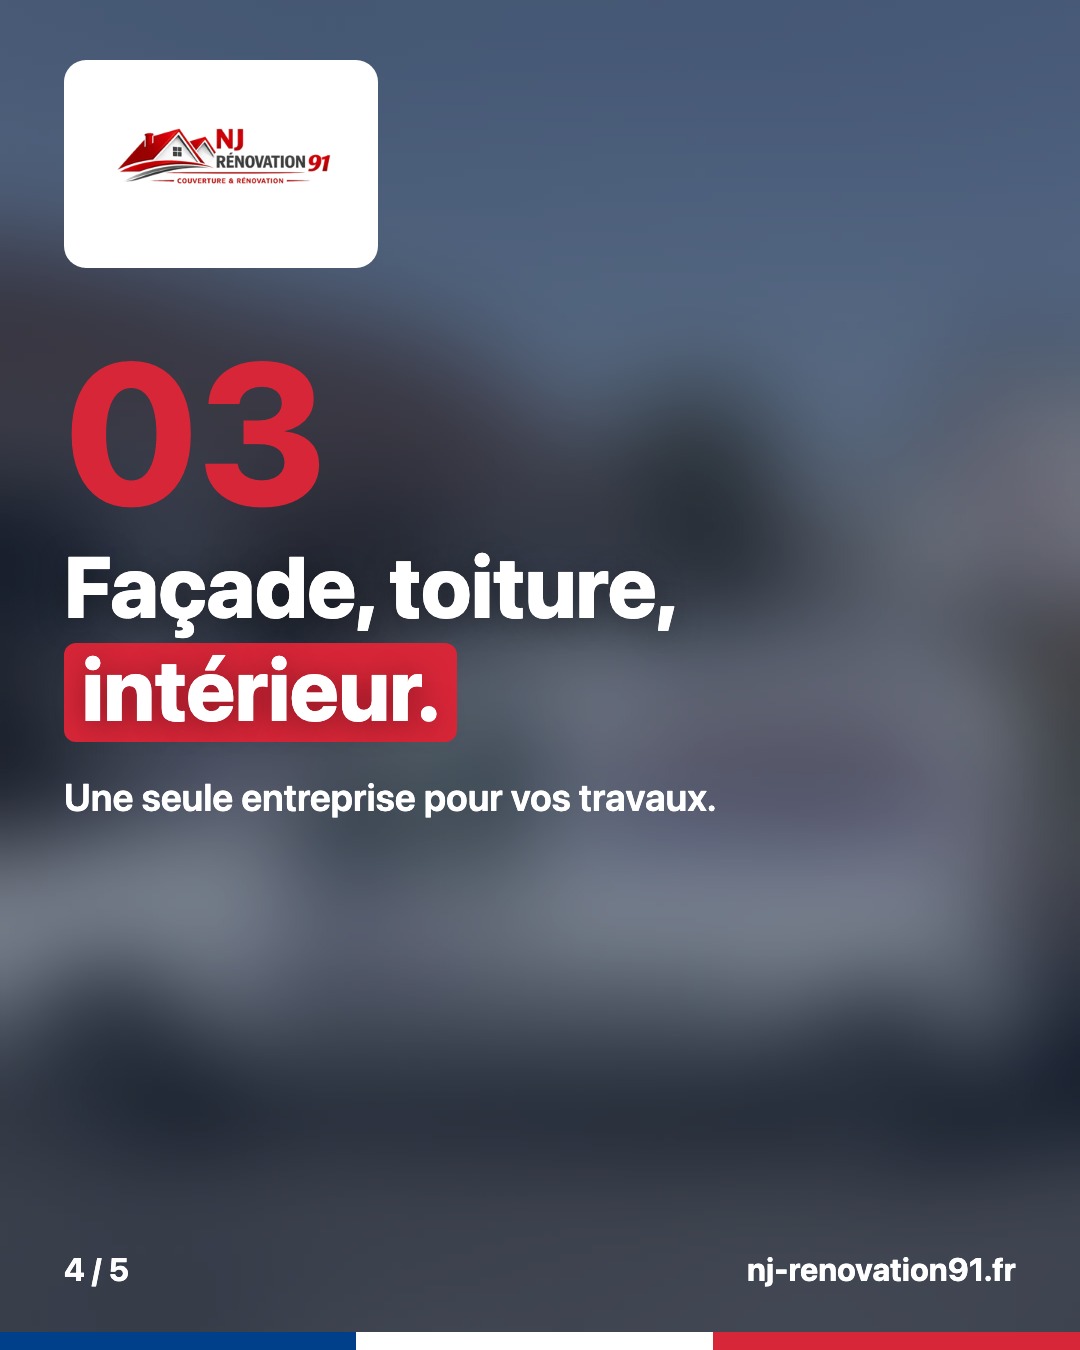 NJ
RÉNOVATION 91
COUVERTURE & RÉNOVATION
03
Façade, toiture,
intérieur.
Une seule entreprise pour vos travaux.
4 / 5
nj-renovation91.fr